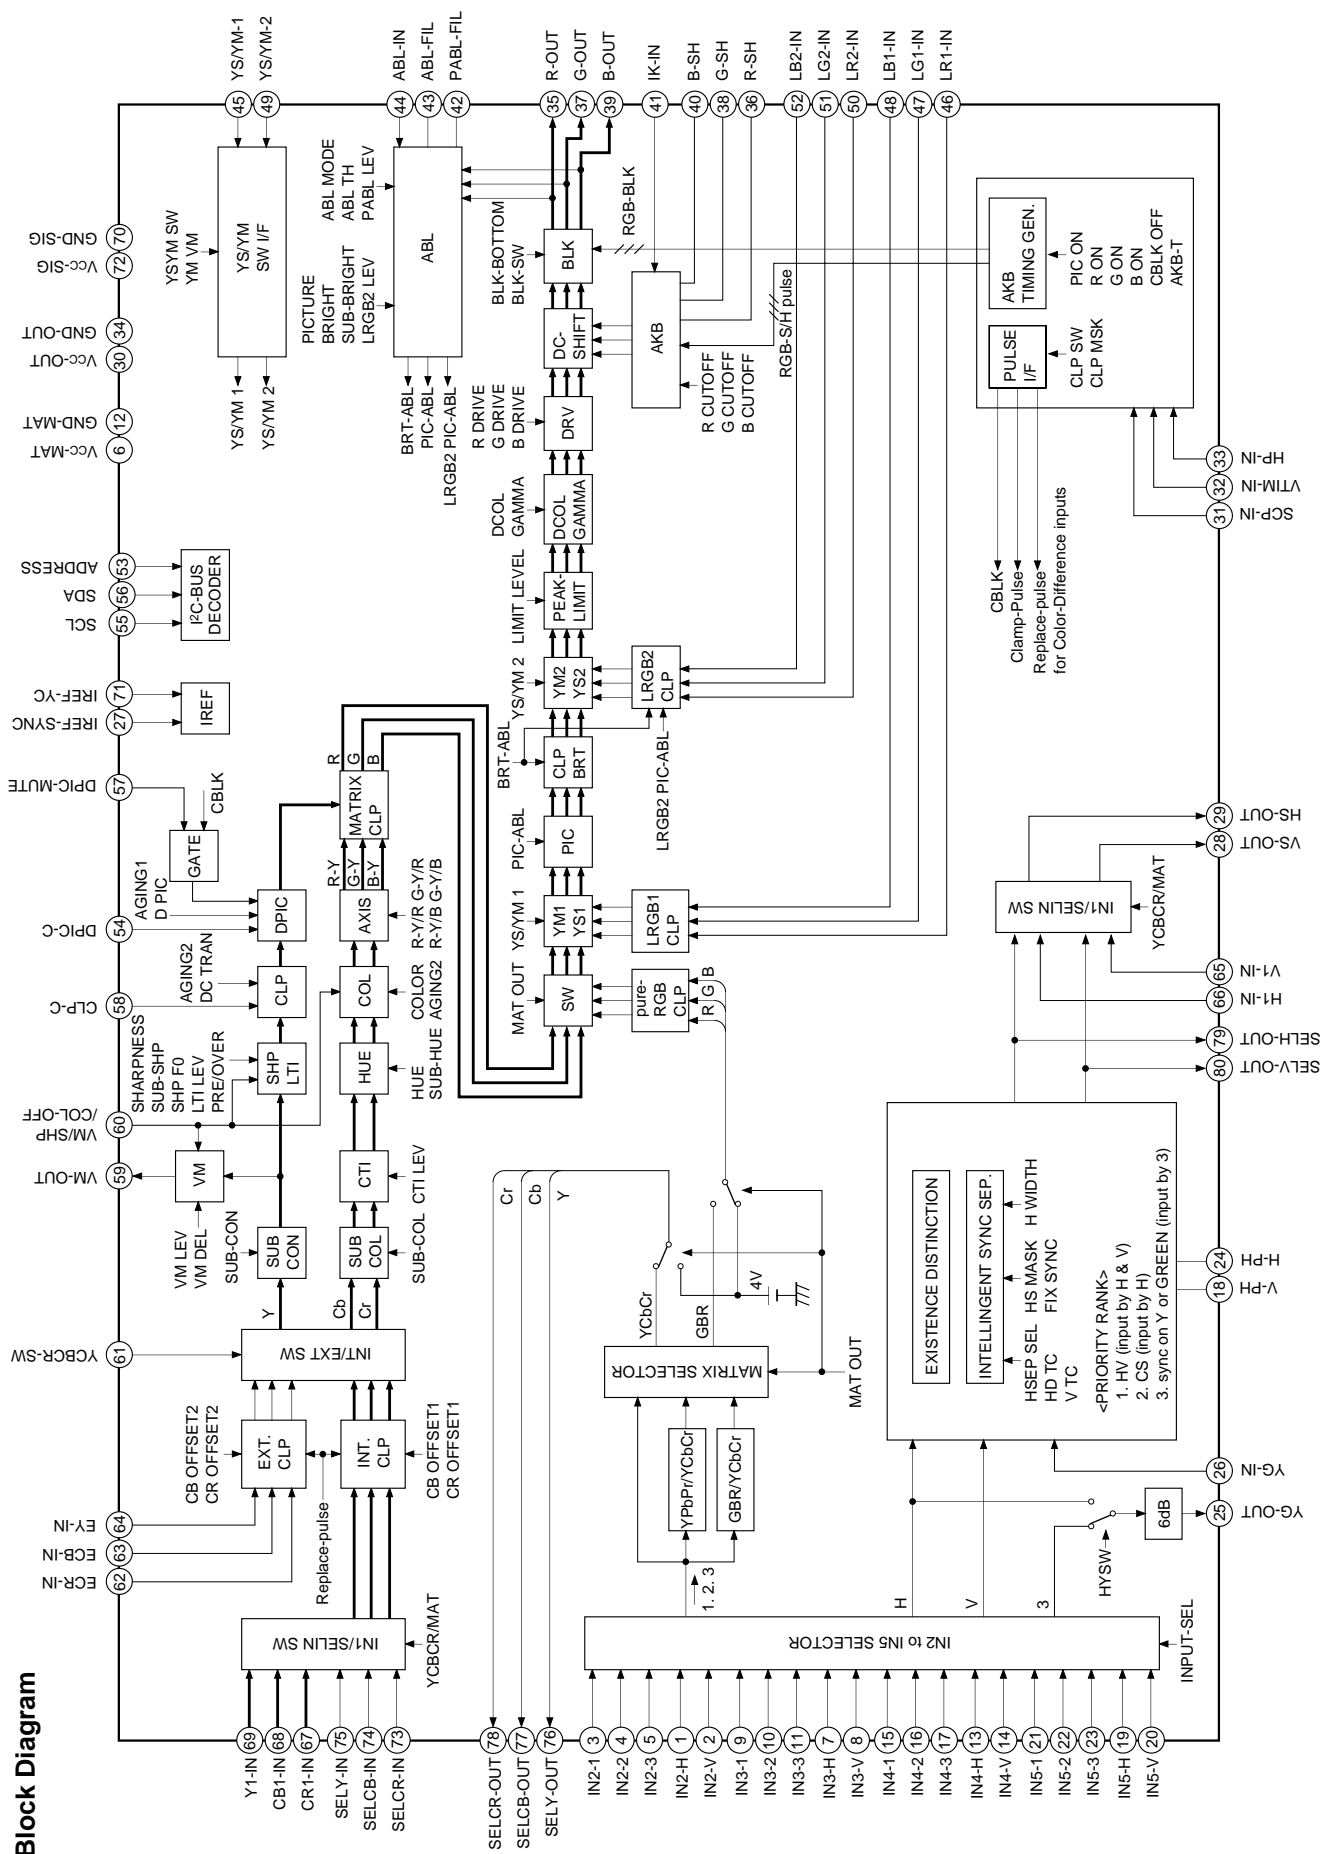 Block Diagram
Y1-IN 69
CB1-IN 68
CR1-IN 67
SELY-IN 75
SELCB-IN 74
SELCR-IN 73
SELCR-OUT 78
SELCB-OUT 77
SELY-OUT 76
IN2-1 3
IN2-2 4
IN2-3 5
IN2-H 1
IN2-V 2
IN3-1 9
IN3-2 10
IN3-3 11
IN3-H 7
IN3-V 8
IN4-1 15
IN4-2 16
IN4-3 17
IN4-H 13
IN4-V 14
IN5-1 21
IN5-2 22
IN5-3 23
IN5-H 19
IN5-V 20
ECR-IN 62
ECB-IN 63
EY-IN 64
YCBCR-SW 61
VM-OUT 59
VM/SHP
/COL-OFF 60
CLP-C 58
DPIC-C 54
DPIC-MUTE 57
IREF-SYNC 27
IREF-YC 71
SCL 55
SDA 56
ADDRESS 53
Vcc-MAT 6
GND-MAT 12
Vcc-OUT 30
GND-OUT 34
Vcc-SIG 72
GND-SIG 70
IN1/SELIN SW
YCBCR/MAT
Replace-pulse
CB OFFSET2
CR OFFSET2
EXT.
CLP
INT.
CLP
CB OFFSET1
CR OFFSET1
INT/EXT SW
Y
Cb
Cr
SUB-CON
SUB
CON
SUB
COL
SUB-COL
VM LEV
VM DEL
VM
CTI
CTI LEV
SHARPNESS
SUB-SHP
SHP F0
LTI LEV
PRE/OVER
SHP
LTI
HUE
HUE
SUB-HUE
AGING2
DC TRAN
CLP
COL
COLOR
AGING2
AGING1
D PIC
DPIC
AXIS
R-Y/R G-Y/R
R-Y/B G-Y/B
GATE
CBLK
R-Y
G-Y
B-Y
MATRIX
CLP
R
G
B
IREF
I²C-BUS
DECODER
YS/YM 1
YS/YM 2
YS/YM
SW I/F
YSYM SW
YM VM
YS/YM-1 45
YS/YM-2 49
BRT-ABL
PIC-ABL
LRGB2 PIC-ABL
PICTURE
BRIGHT
SUB-BRIGHT
LRGB2 LEV
ABL
ABL MODE
ABL TH
PABL LEV
ABL-IN 44
ABL-FIL 43
PABL-FIL 42
MAT OUT
SW
pure-
RGB
CLP
R G B
YS/YM 1
YM1
YS1
LRGB1
CLP
PIC-ABL
PIC
BRT-ABL
CLP
BRT
LRGB2 PIC-ABL
YS/YM 2
YM2
YS2
LRGB2
CLP
LIMIT LEVEL
PEAK-
LIMIT
DCOL
GAMMA
DCOL
GAMMA
R DRIVE
G DRIVE
B DRIVE
DRV
DC-
SHIFT
BLK-BOTTOM
BLK-SW
BLK
RGB-BLK
R CUTOFF
G CUTOFF
B CUTOFF
AKB
RGB-S/H pulse
R-OUT 35
G-OUT 37
B-OUT 39
IK-IN 41
B-SH 40
G-SH 38
R-SH 36
LB2-IN 52
LG2-IN 51
LR2-IN 50
LB1-IN 48
LG1-IN 47
LR1-IN 46
Cr
Cb
Y
YCbCr
GBR
4V
MATRIX SELECTOR
MAT OUT
YPbPr/YCbCr
GBR/YCbCr
1. 2. 3
IN2 to IN5 SELECTOR
INPUT-SEL
H
V
3
HYSW
6dB
EXISTENCE DISTINCTION
INTELLINGENT SYNC SEP.
HSEP SEL HS MASK H WIDTH
HD TC FIX SYNC
V TC
<PRIORITY RANK>
1. HV (input by H & V)
2. CS (input by H)
3. sync on Y or GREEN (input by 3)
IN1/SELIN SW
YCBCR/MAT
CBLK
Clamp-Pulse
Replace-pulse
for Color-Difference inputs
PULSE
I/F
CLP SW
CLP MSK
AKB
TIMING GEN.
PIC ON
R ON
G ON
B ON
CBLK OFF
AKB-T
25 YG-OUT
26 YG-IN
18 V-PH
24 H-PH
80 SELV-OUT
79 SELH-OUT
66 H1-IN
65 V1-IN
28 VS-OUT
29 HS-OUT
31 SCP-IN
32 VTIM-IN
33 HP-IN